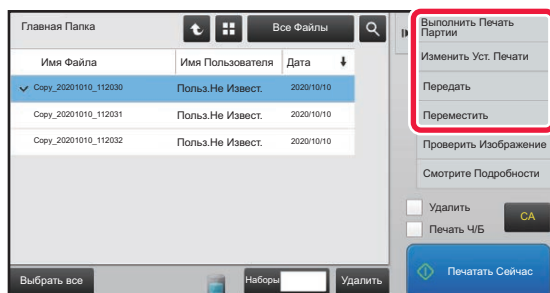 Главная Папка
Все Файлы
Имя Файла
Имя Пользователя
Дата
Copy_20201010_112030
Польз.Не Извест.
2020/10/10
Copy_20201010_112031
Польз.Не Извест.
2020/10/10
Copy_20201010_112032
Польз.Не Извест.
2020/10/10
Выбрать все
Наборы
Удалить
Выполнить Печать
Партии
Изменить Уст. Печати
Передать
Переместить
Проверить Изображение
Смотрите Подробности
Удалить
Печать Ч/Б
CA
Печатать Сейчас